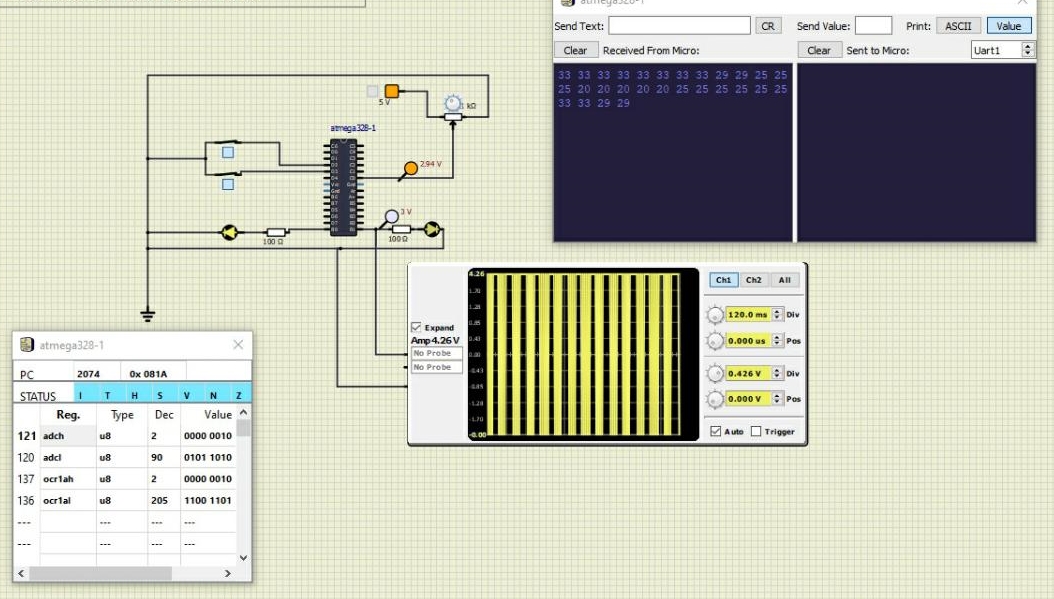 atmega328-1
Send Text:
CR
Send Value:
Print:
ASCII
Value
Clear
Received From Micro:
Clear
Sent to Micro:
Uart1
33 33 33 33 33 33 33 33 29 29 25 25
25 20 20 20 20 20 25 25 25 25 25 25
33 33 29 29
5 V
1 kΩ
atmega328-1
2.94 V
3 V
100 Ω
100 Ω
Expand
Amp 4.26 V
No Probe
No Probe
4.26
1.70
1.28
0.85
0.43
0.00
-0.43
-0.85
-1.28
-1.70
-0.00
Ch1
Ch2
All
120.0 ms
Div
0.000 us
Pos
0.426 V
Div
0.000 V
Pos
Auto
Trigger
atmega328-1
PC 2074 0x 081A
STATUS I T H S V N Z
Reg. Type Dec Value
121 adch u8 2 0000 0010
120 adcl u8 90 0101 1010
137 ocr1ah u8 2 0000 0010
136 ocr1al u8 205 1100 1101
--- --- --- ---
--- --- --- ---